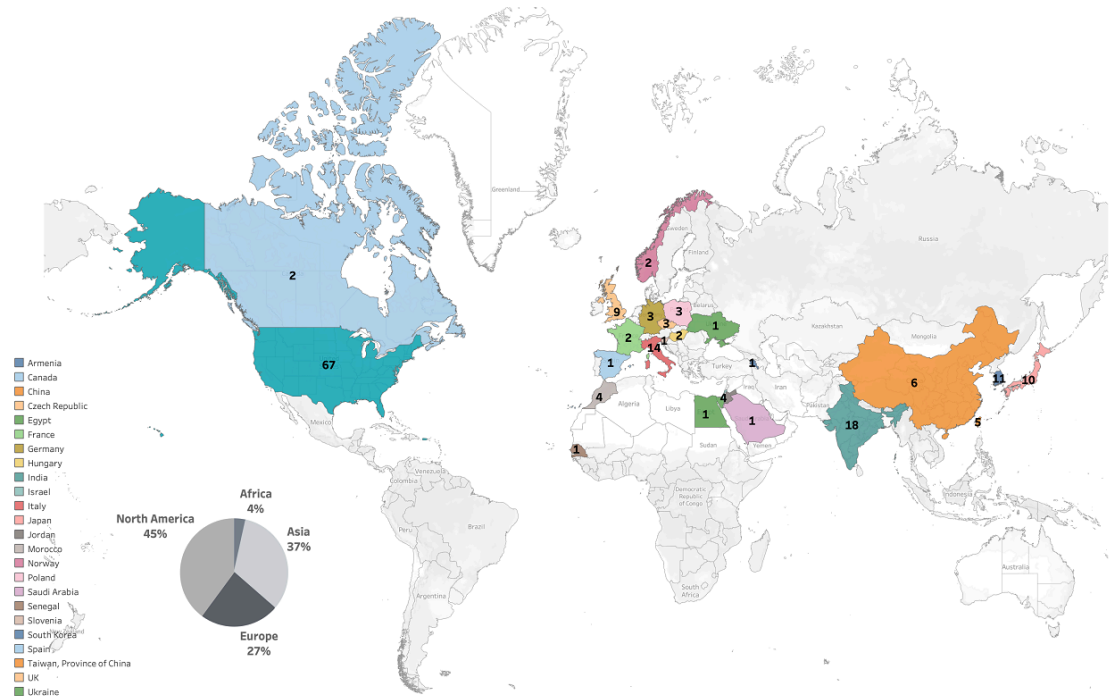 Greenland
Sweden
Finland
Russia
2
2
9
3
3
Belarus
3
1
2
2
14
1
1
67
Kazakhstan
Mongolia
Turkey
1
6
11
10
Armenia
Canada
China
Czech Republic
Egypt
France
Germany
Hungary
India
Israel
Italy
Japan
Jordan
Morocco
Norway
Poland
Saudi Arabia
Senegal
Slovenia
South Korea
Spain
Taiwan, Province of China
UK
Ukraine
Mexico
4
Algeria
Libya
1
4
Iraq
Iran
1
Pakistan
18
5
1
Sudan
Yemen
Venezuela
Colombia
Peru
Brazil
Argentina
Democratic
Republic
of Congo
South
Africa
Indonesia
Australia
Africa
4%
North America
45%
Asia
37%
Europe
27%